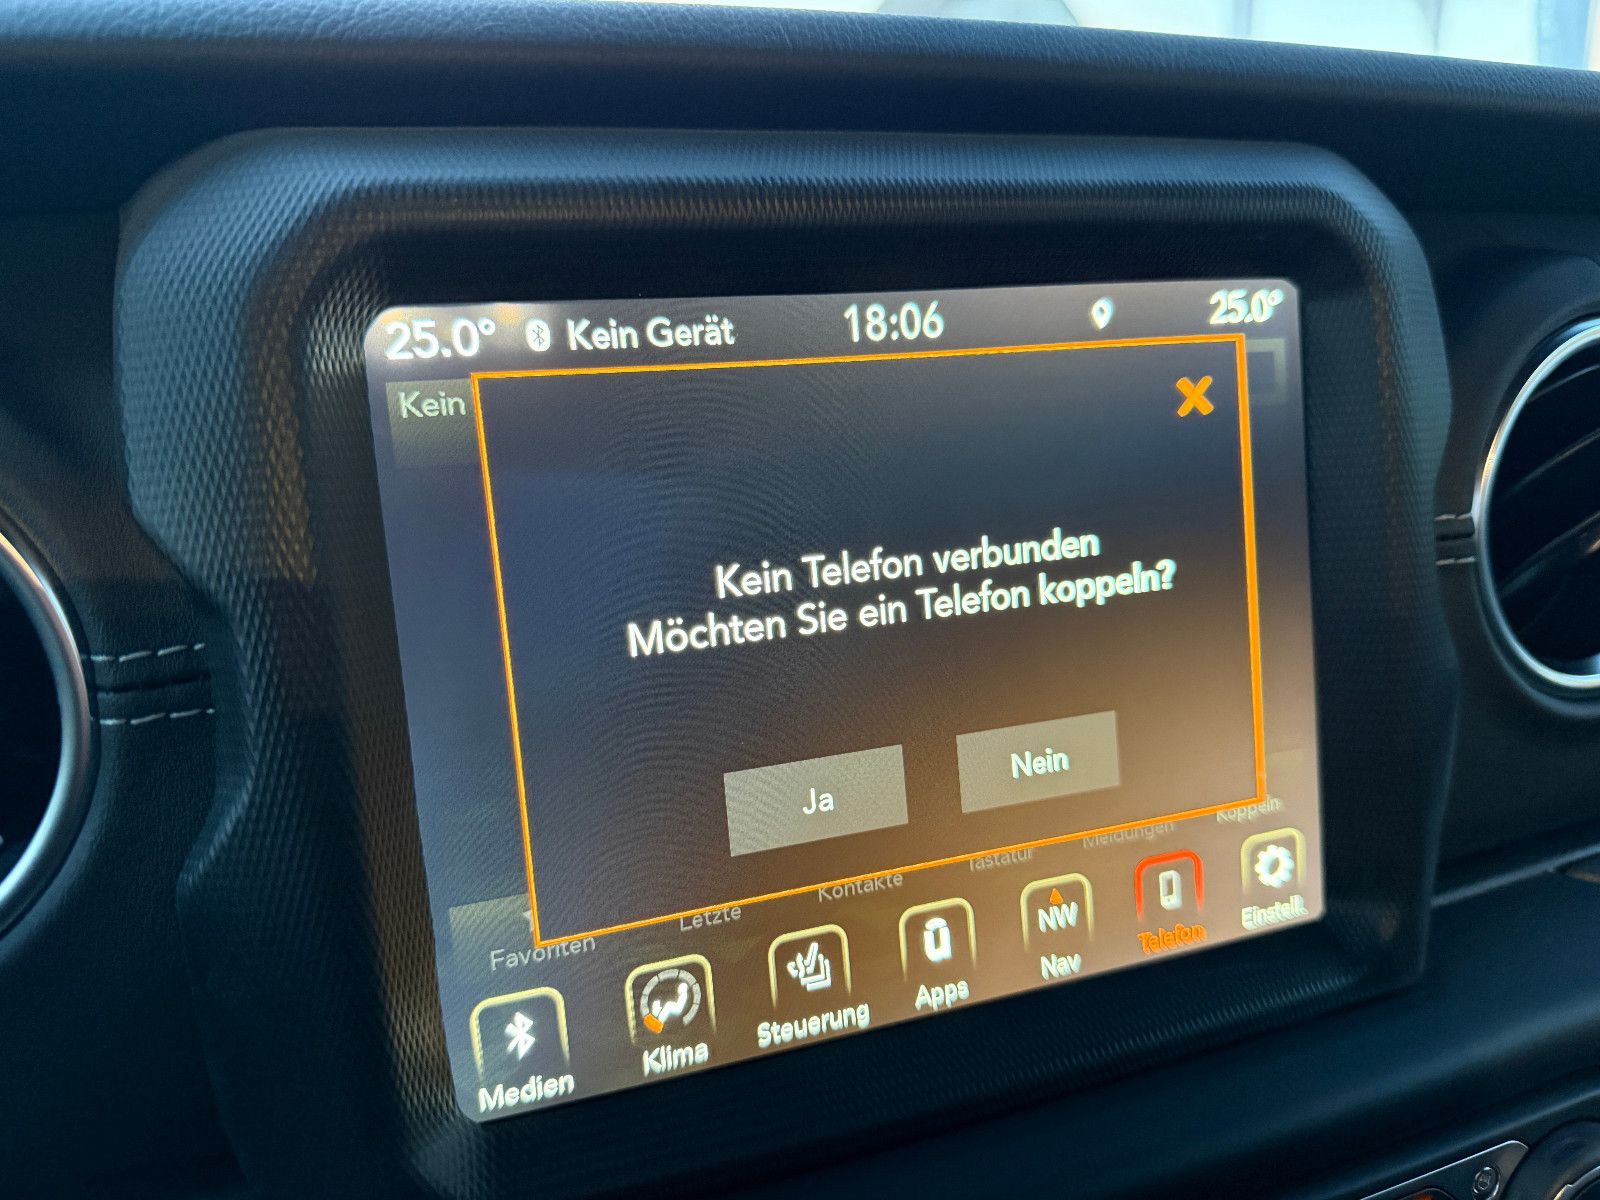 25.0° Kein Gerät 18:06 25.0°
Kein
Kein Telefon verbunden
Möchten Sie ein Telefon koppeln?
Ja Nein
Favoriten Letzte Kontakte Tastatur Meldungen Koppeln
NW
Medien Klima Steuerung Apps Nav Telefon Einstell.